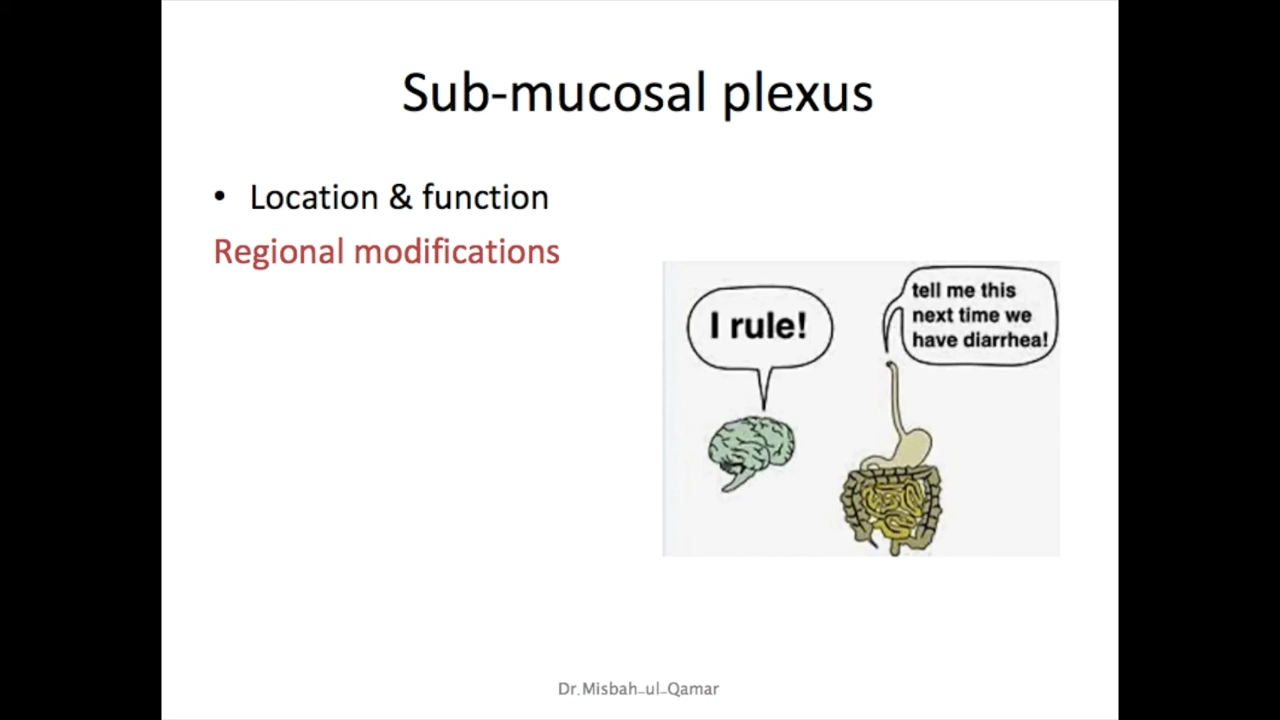 Sub-mucosal plexus
• Location & function
Regional modifications
I rule!
tell me this
next time we
have diarrhea!
Dr.Misbah-ul-Qamar